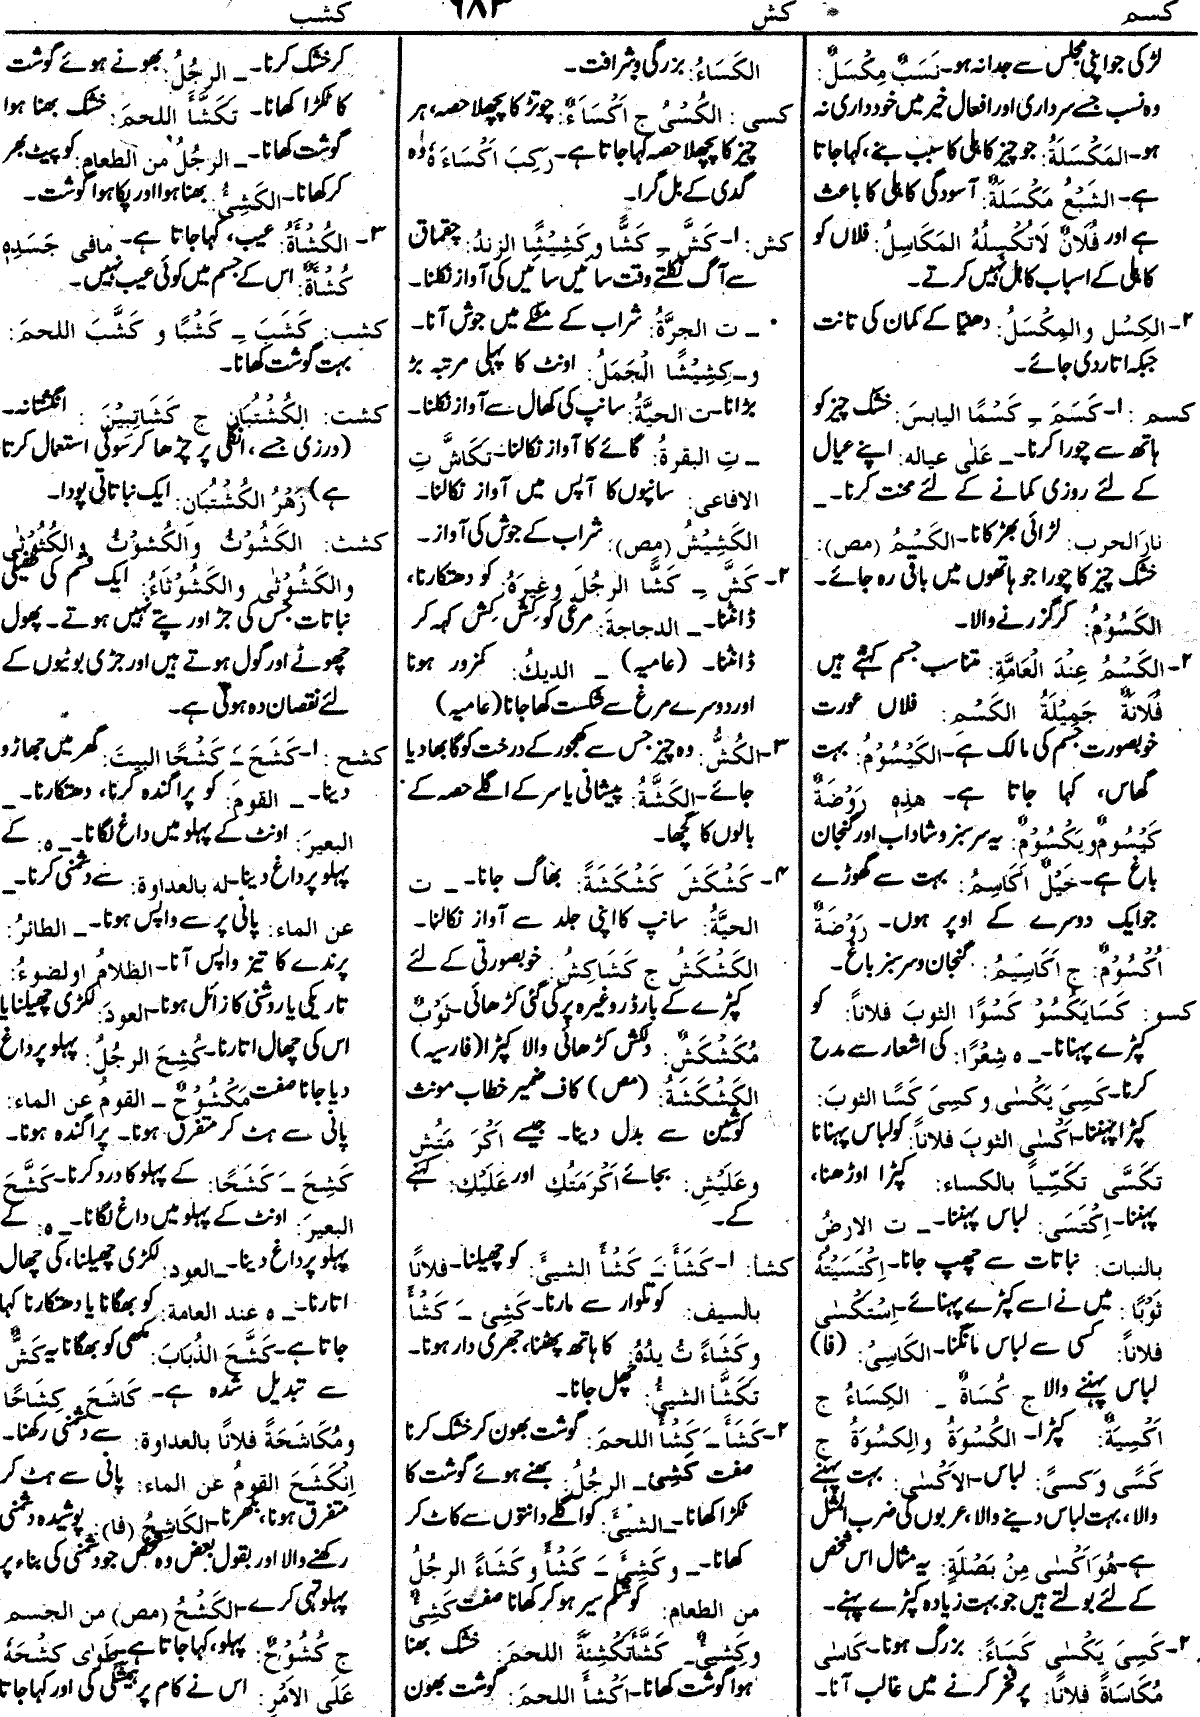 کسم
کش
۶۸۳
کشب
لڑکی جو اپنی مجلس سے جدا نہ ہو۔ نَسَبٌ مِکْسَلٌ:
وہ نسب جسے سرداری اور افعال خیر میں خودداری نہ
ہو۔ المَکْسَلَةُ: جو چیز کاہلی کا سبب بنے، کہا جاتا
ہے۔ الشَبْعُ مَکْسَلَةٌ: آسودگی کاہلی کا باعث
ہے اور فُلَانٌ لَاتُکْسِلُهُ المَکَاسِلُ: فلاں کو
کاہلی کے اسباب کاہل نہیں کرتے۔
۲۔ الکِسْل والمِکْسَلُ: دھنیا کے کمان کی تانت
جبکہ اتار دی جائے۔
کسم: ۱۔ کَسَمَ ـِ کَسْمًا الیابسَ: خشک چیز کو
ہاتھ سے چورا کرنا۔ ـ عَلٰی عیاله: اپنے عیال
کے لئے روزی کمانے کے لئے محنت کرنا۔ ـ
نارَ الحرب: لڑائی بھڑکانا۔ الکَسِیْمُ (مص):
خشک چیز کا چورا جو ہاتھوں میں باقی رہ جائے۔
الکَسُوْمُ: کر گزرنے والا۔
۲۔ الکَسْمُ عِنْدَ الْعَامَّةِ: متناسب جسم کہتے ہیں
فُلَانَةٌ جَمِیْلَةُ الکَسْمِ: فلاں عورت
خوبصورت جسم کی مالک ہے۔ الکَیْسُوْمُ: بہت
گھاس، کہا جاتا ہے۔ هذِهٖ رَوْضَةٌ
کَیْسُوْمٌ ویَکْسُوْمٌ: یہ سرسبز و شاداب اور گنجان
باغ ہے۔ خَیْلٌ اَکَاسِمُ: بہت سے گھوڑے
جو ایک دوسرے کے اوپر ہوں۔ رَوْضَةٌ
اُکْسُوْمٌ: ج اَکَاسِیْمُ: گنجان و سرسبز باغ۔
کسو: کَسَا یَکْسُوْ کَسْوًا الثوبَ فلانًا: کو
کپڑے پہنانا۔ ـ ه شِعْرًا: کی اشعار سے مدح
کرنا۔ کَسِیَ یَکْسٰی وکسِیَ کَسًا الثوبَ:
کپڑا پہننا۔ اَکْسٰی الثوبَ فلانًا: کو لباس پہنانا
تَکَسَّی تَکَسِّیاً بالکساء: کپڑا اوڑھنا،
پہننا۔ اِکْتَسَی: لباس پہننا۔ ـ ت الارضُ
بالنبات: نباتات سے چھپ جانا۔ اِکْتَسَیْتُهٗ
ثَوْبًا: میں نے اسے کپڑے پہنائے۔ اِسْتَکْسٰی
فلانًا: کسی سے لباس مانگنا۔ الکَاسِیُ: (فا)
لباس پہننے والا ج کُسَاةٌ ـ الکِسَاءُ ج
اَکْسِیَةٌ: کپڑا۔ الکُسْوَةُ والکِسْوَةُ ج
کُسًی وَکِسیً: لباس۔ الاَکْسٰی: بہت پہننے
والا، بہت لباس دینے والا، عربوں کی ضرب المثل
ہے۔ هُوَ اَکْسٰی مِنْ بَصْلَةٍ: یہ مثال اس شخص
کے لئے بولتے ہیں جو بہت زیادہ کپڑے پہنے۔
۲۔ کَسِیَ یَکْسٰی کَسَاءً: بزرگ ہونا۔ کَاسٰی
مُکَاسَاةً فلانًا: پر فخر کرنے میں غالب آنا۔
الکَسَاءُ: بزرگی و شرافت۔
کسی: الکُسْیُ ج اَکْسَاءٌ: چوتڑ کا پچھلا حصہ، ہر
چیز کا پچھلا حصہ کہا جاتا ہے۔ رَکِبَ اَکْسَاءَهٗ وہ
گدی کے بل گرا۔
کش: ۱۔ کَشَّ ـِ کَشًّا وکَشِیْشًا الزندُ: چقماق
سے آگ نکلتے وقت سائیں سائیں کی آواز نکلنا۔
ـ ت الجرّةُ: شراب کے مٹکے میں جوش آنا۔
و ـ کَشِیْشًا الْجَمَلُ: اونٹ کا پہلی مرتبہ بڑ
بڑانا۔ ـ ت الحیّةُ: سانپ کی کھال سے آواز نکلنا۔
ـ تِ البقرةُ: گائے کا آواز نکالنا۔ تکاشَّ تِ
الافاعی: سانپوں کا آپس میں آواز نکالنا۔
الکَشِیْشُ (مص): شراب کے جوش کی آواز۔
۲۔ کَشَّ ـِ کَشًّا الرجُلَ وغیرَهُ: کو دھتکارنا،
ڈانٹنا۔ ـ الدجاجةَ: مرغی کو کِش کِش کہہ کر
ڈانٹنا۔ (عامیہ) ـ الدیكُ: کمزور ہونا
اور دوسرے مرغ سے شکست کھا جانا (عامیہ)
۳۔ الکُشُّ: وہ چیز جس سے کھجور کے درخت کو گابھا دیا
جائے۔ الکَشَّةُ: پیشانی یا سر کے اگلے حصہ کے
بالوں کا گچھا۔
۴۔ کَشْکَشَ کَشْکَشَةً: بھاگ جانا۔ ـ ت
الحیَّةُ: سانپ کا اپنی جلد سے آواز نکالنا۔
الکَشْکَشُ ج کَشَاکِشُ: خوبصورتی کے لئے
کپڑے کے بارڈر وغیرہ پر کی گئی کڑھائی۔ ثَوْبٌ
مُکَشْکَشٌ: دلکش کڑھائی والا کپڑا (فارسیہ)
الکَشْکَشَةُ: (مص) کاف ضمیر خطاب مونث
کو شین سے بدل دینا۔ جیسے اَکْرَمَتُشِ
وعَلَیْشِ: بجائے اَکْرَمَتُكِ اور عَلَیْكِ: کہنے
کے۔
کشأ: ۱۔ کَشَأَ ـَ کَشْأً الشیئَ: کو چھیلنا۔ فلانًا
بالسیف: کو تلوار سے مارنا۔ کَشِئَ ـَ کَشْأً
وکَشَاءً تْ یدُهٗ: کا ہاتھ پھٹنا، جھری دار ہونا۔
تَکَشَّأَ الشیئُ: چھل جانا۔
۲۔ کَشَأَ ـَ کَشْأً اللحمَ: گوشت بھون کر خشک کرنا
صفت کَشِیْئ ـ الرجُلُ: بھنے ہوئے گوشت کا
ٹکڑا کھانا۔ ـ الشیئَ: کو اگلے دانتوں سے کاٹ کر
کھانا۔ ـ وکَشِئَ ـَ کَشْأً وکَشَاءً الرجلُ
من الطعام: کو شکم سیر ہو کر کھانا صفت کَشِئٌ
وکَشِیْئٌ۔ کَشَّأَ تَکْشِئَةً اللحمَ: خشک بھنا
ہوا گوشت کھانا۔ اَکْشَأَ اللحمَ: گوشت بھون
کر خشک کرنا۔ ـ الرجلُ: بھونے ہوئے گوشت
کا ٹکڑا کھانا۔ تَکَشَّأَ اللحمَ: خشک بھنا ہوا
گوشت کھانا۔ ـ الرجلُ من الطعام: کو پیٹ بھر
کر کھانا۔ الکَشِیْئُ: بھنا ہوا اور پکا ہوا گوشت۔
۳۔ الکُشْأَةُ: عیب، کہا جاتا ہے۔ مافی جَسَدِهٖ
کُشْأَةٌ: اس کے جسم میں کوئی عیب نہیں۔
کشب: کَشَبَ ـِ کَشْبًا و کَشَّبَ اللحمَ:
بہت گوشت کھانا۔
کشت: الکُشْتُبَانِ ج کَشَاتِبِیْنَ: انگشتانہ۔
(درزی جسے، انگلی پر چڑھا کر سوئی استعمال کرتا
ہے) زَهْرُ الکُشْتُبَان: ایک نباتاتی پودا۔
کشث: الکَشُوْثُ والکُشوْثُ والکُشُوْثٰی
والکَشُوْثٰی والکَشُوْثَاءُ: ایک قسم کی طفیلی
نباتات جس کی جڑ اور پتے نہیں ہوتے۔ پھول
چھوٹے اور گول ہوتے ہیں اور جڑی بوٹیوں کے
لئے نقصان دہ ہوتی ہے۔
کشح: ۱۔ کَشَحَ ـَ کَشْحًا البیتَ: گھر میں جھاڑو
دینا۔ ـ القومَ: کو پراگندہ کرنا، دھتکارنا۔ ـ
البعیرَ: اونٹ کے پہلو میں داغ لگانا۔ ـ ه: کے
پہلو پر داغ دینا۔ له بالعداوة: سے دشمنی کرنا۔ ـ
عن الماء: پانی پر سے واپس ہونا۔ ـ الطائرُ:
پرندے کا تیز واپس آنا۔ الظلامُ اولضوءُ:
تاریکی یا روشنی کا زائل ہونا۔ العودَ: لکڑی چھیلنا یا
اس کی چھال اتارنا۔ کُشِحَ الرجُلُ: پہلو پر داغ
دیا جانا صفت مَکْشُوْحٌ ـ القومُ عن الماء:
پانی سے ہٹ کر متفرق ہونا۔ پراگندہ ہونا۔
کَشِحَ ـَ کَشَحًا: کے پہلو کا درد کرنا۔ کَشَّحَ
البعیرَ: اونٹ کے پہلو میں داغ لگانا۔ ـ ه: کے
پہلو پر داغ دینا۔ ـ العود: لکڑی چھیلنا، کی چھال
اتارنا۔ ـ ه عند العامة: کو بھگانا یا دھتکارنا کہا
جاتا ہے۔ کَشَّحَ الذُبَابَ: مکھی کو بھگانا یہ کَشَّ
سے تبدیل شدہ ہے۔ کَاشَحَ کِشَاحًا
ومُکَاشَحَةً فلانًا بالعداوة: سے دشمنی رکھنا۔
اِنْکَشَحَ القومُ عن الماء: پانی سے ہٹ کر
متفرق ہونا، بکھرنا۔ الکَاشِحُ (فا): پوشیدہ دشمنی
رکھنے والا اور بقول بعض وہ شخص جو دشمنی کی بناء پر
پہلوتہی کرے۔ الکَشْحُ (مص) من الجسم
ج کُشُوْحٌ: پہلو، کہا جاتا ہے۔ طَوٰی کَشْحَهٗ
عَلَی الاَمْرِ: اس نے کام پر ہمیشگی کی اور کہا جاتا